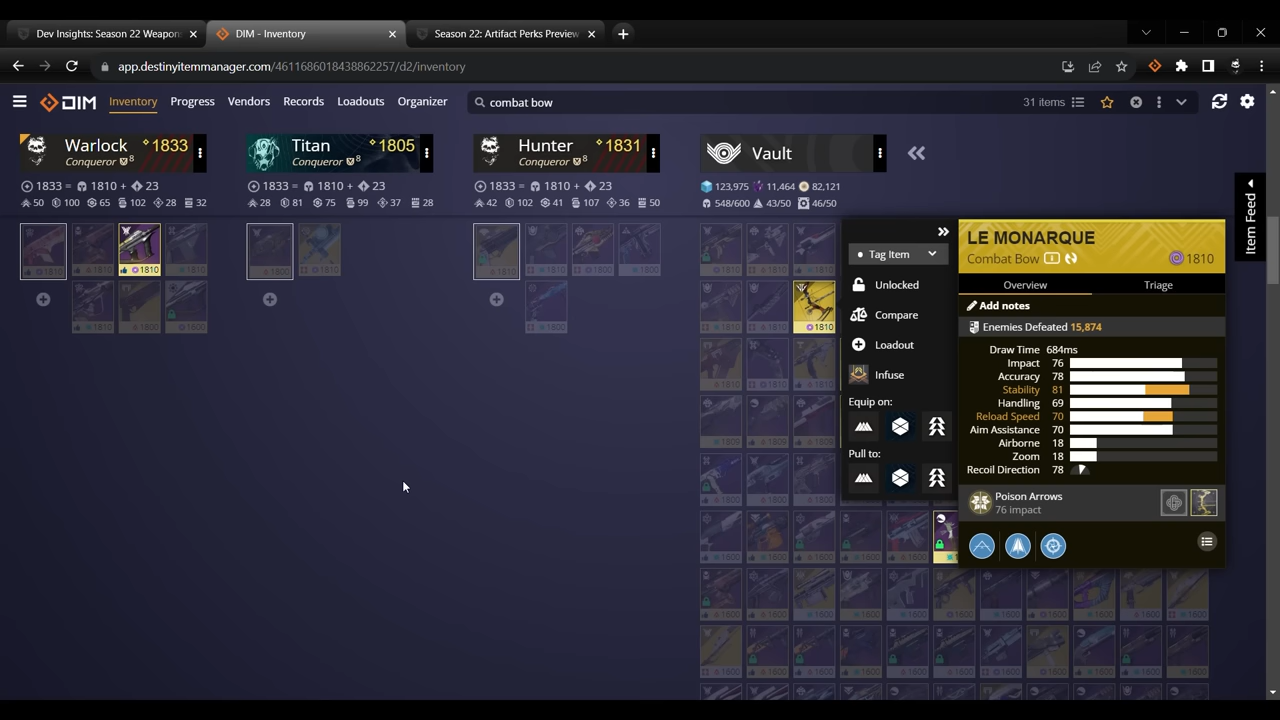 Dev Insights: Season 22 Weapon
DIM - Inventory
Season 22: Artifact Perks Preview
app.destinyitemmanager.com/4611686018438862257/d2/inventory
DIM
Inventory
Progress
Vendors
Records
Loadouts
Organizer
combat bow
31 items
Warlock
1833
Conqueror 8
Titan
1805
Conqueror 8
Hunter
1831
Conqueror 8
Vault
1833 = 1810 + 23
1833 = 1810 + 23
1833 = 1810 + 23
123,975 11,464 82,121
50 100 65 102 28 32
28 81 75 99 37 28
42 102 41 107 36 50
548/600 43/50 46/50
Item Feed
Tag Item
Unlocked
Compare
Loadout
Infuse
Equip on:
Pull to:
LE MONARQUE
Combat Bow
1810
Overview
Triage
Add notes
Enemies Defeated 15,874
Draw Time 684ms
Impact 76
Accuracy 78
Stability 81
Handling 69
Reload Speed 70
Aim Assistance 70
Airborne 18
Zoom 18
Recoil Direction 78
Poison Arrows
76 impact
1810
1810